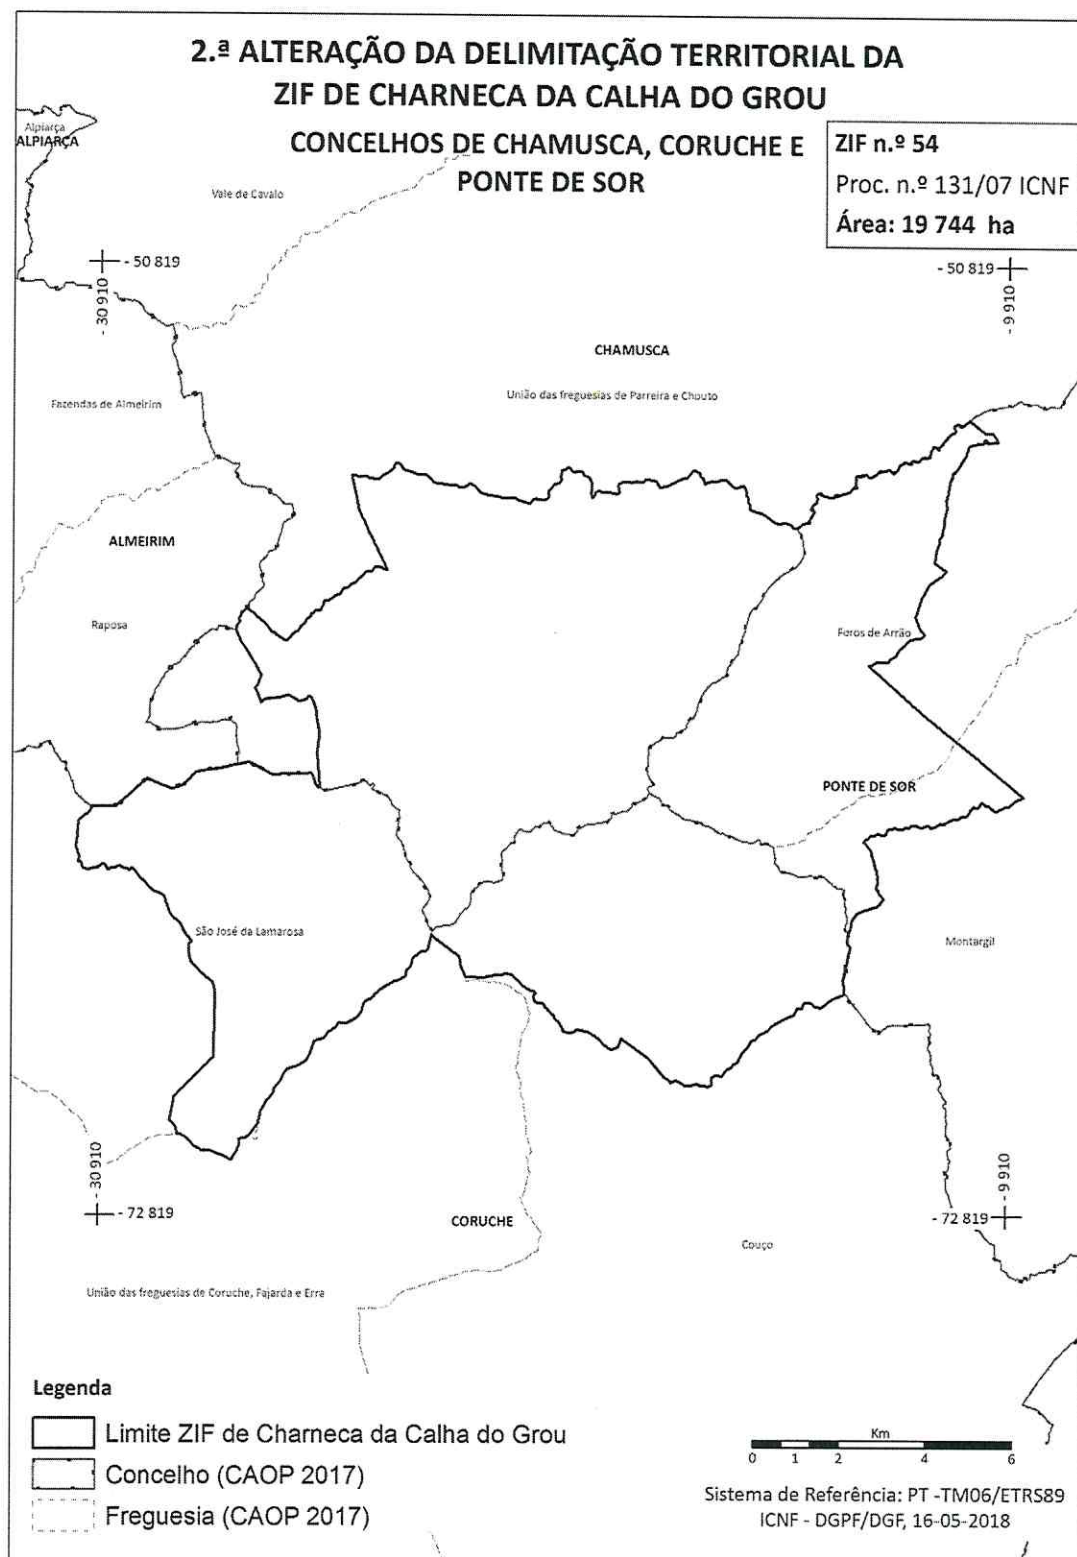 2.ª ALTERAÇÃO DA DELIMITAÇÃO TERRITORIAL DA
ZIF DE CHARNECA DA CALHA DO GROU
CONCELHOS DE CHAMUSCA, CORUCHE E
PONTE DE SOR
ZIF n.º 54
Proc. n.º 131/07 ICNF
Área: 19 744 ha
Alpiarça
ALPIARÇA
Vale de Cavalo
- 50 819
- 30 910
- 50 819
- 9 910
CHAMUSCA
União das freguesias de Parreira e Chouto
Fazendas de Almeirim
ALMEIRIM
Raposa
Foros de Arrão
PONTE DE SOR
São José da Lamarosa
Montargil
- 30 910
- 72 819
- 9 910
- 72 819
CORUCHE
Couço
União das freguesias de Coruche, Fajarda e Erra
Legenda
Limite ZIF de Charneca da Calha do Grou
Concelho (CAOP 2017)
Freguesia (CAOP 2017)
Km
0 1 2 4 6
Sistema de Referência: PT -TM06/ETRS89
ICNF - DGPF/DGF, 16-05-2018